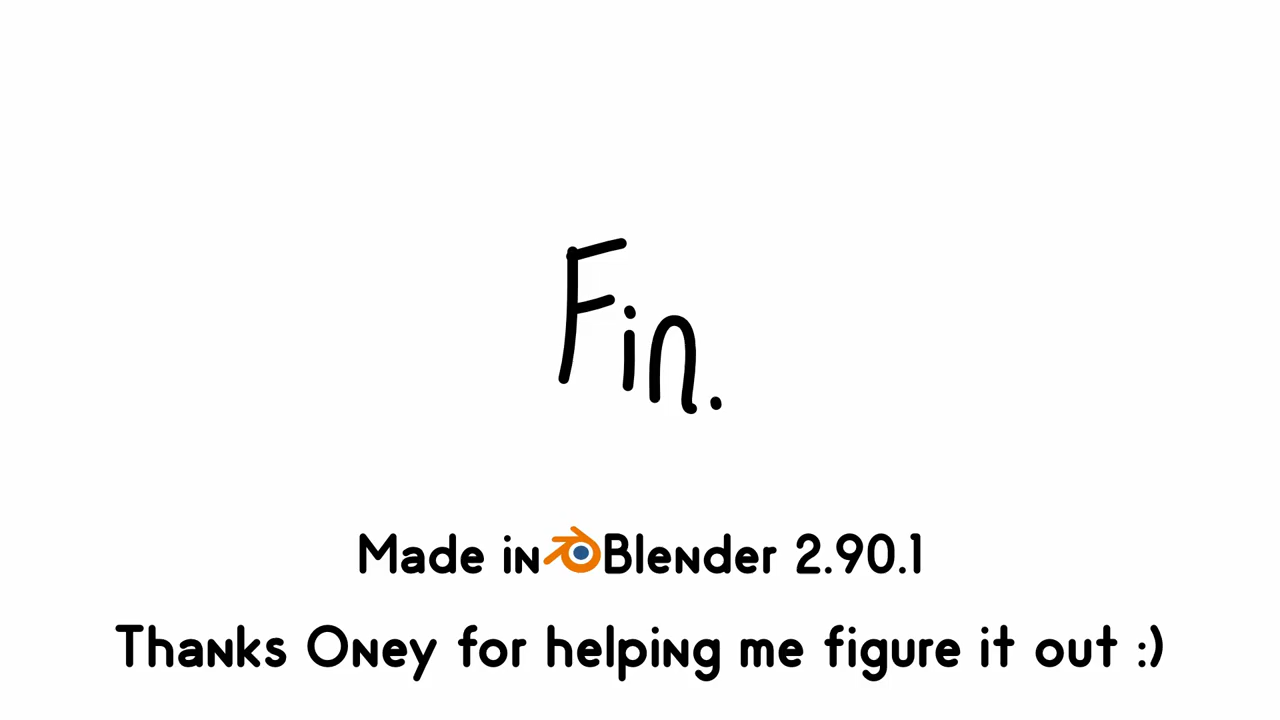 Fin.
Made in Blender 2.90.1
Thanks Oney for helping me figure it out :)